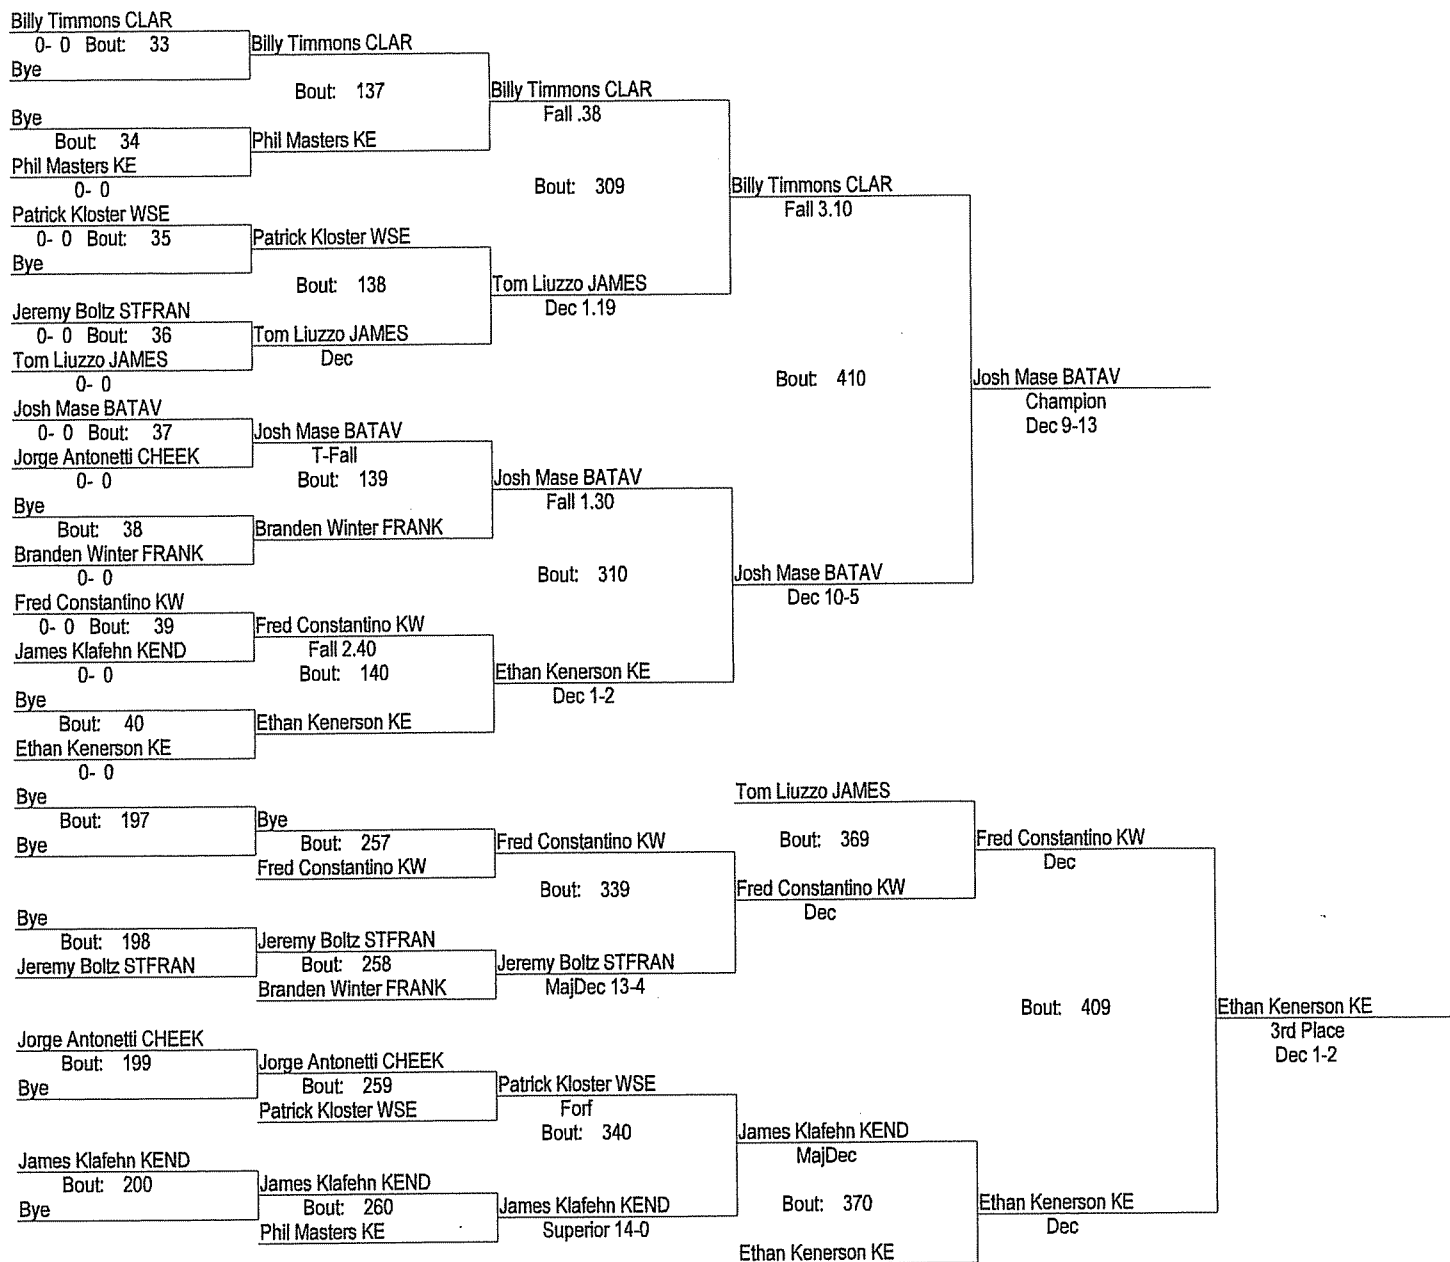 Billy Timmons CLAR
0- 0 Bout: 33
Bye
Billy Timmons CLAR
Bout: 137
Bye
Bout: 34
Phil Masters KE
0- 0
Phil Masters KE
Billy Timmons CLAR
Fall .38
Bout: 309
Patrick Kloster WSE
0- 0 Bout: 35
Bye
Patrick Kloster WSE
Bout: 138
Jeremy Boltz STFRAN
0- 0 Bout: 36
Tom Liuzzo JAMES
0- 0
Tom Liuzzo JAMES
Dec
Tom Liuzzo JAMES
Dec 1.19
Billy Timmons CLAR
Fall 3.10
Bout: 410
Josh Mase BATAV
0- 0 Bout: 37
Jorge Antonetti CHEEK
0- 0
Josh Mase BATAV
T-Fall
Bout: 139
Bye
Bout: 38
Branden Winter FRANK
0- 0
Branden Winter FRANK
Josh Mase BATAV
Fall 1.30
Bout: 310
Fred Constantino KW
0- 0 Bout: 39
James Klafehn KEND
0- 0
Fred Constantino KW
Fall 2.40
Bout: 140
Bye
Bout: 40
Ethan Kenerson KE
0- 0
Ethan Kenerson KE
Ethan Kenerson KE
Dec 1-2
Josh Mase BATAV
Dec 10-5
Josh Mase BATAV
Champion
Dec 9-13
Bye
Bout: 197
Bye
Bye
Bout: 257
Fred Constantino KW
Fred Constantino KW
Bout: 339
Bye
Bout: 198
Jeremy Boltz STFRAN
Jeremy Boltz STFRAN
Bout: 258
Branden Winter FRANK
Jeremy Boltz STFRAN
MajDec 13-4
Tom Liuzzo JAMES
Bout: 369
Fred Constantino KW
Dec
Fred Constantino KW
Dec
Bout: 409
Jorge Antonetti CHEEK
Bout: 199
Bye
Jorge Antonetti CHEEK
Bout: 259
Patrick Kloster WSE
Patrick Kloster WSE
Forf
Bout: 340
James Klafehn KEND
Bout: 200
Bye
James Klafehn KEND
Bout: 260
Phil Masters KE
James Klafehn KEND
Superior 14-0
James Klafehn KEND
MajDec
Bout: 370
Ethan Kenerson KE
Ethan Kenerson KE
Dec
Ethan Kenerson KE
3rd Place
Dec 1-2